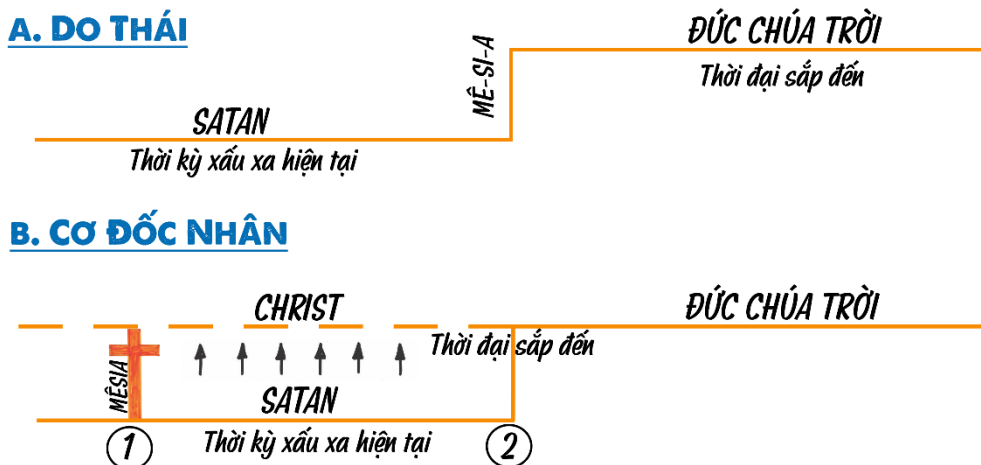 A. DO THÁI
ĐỨC CHÚA TRỜI
MÊ-SI-A
Thời đại sắp đến
SATAN
Thời kỳ xấu xa hiện tại
B. CƠ ĐỐC NHÂN
CHRIST
ĐỨC CHÚA TRỜI
Thời đại sắp đến
MÊSIA
SATAN
1 Thời kỳ xấu xa hiện tại 2